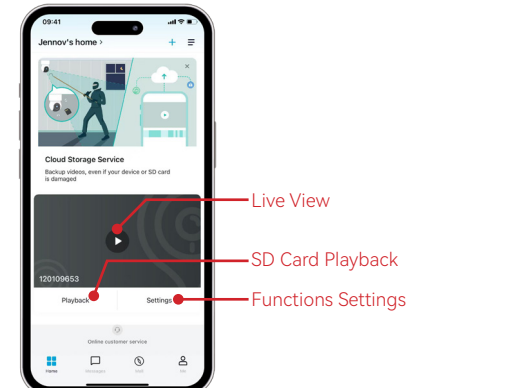 09:41
Jennov's home >
Cloud Storage Service
Backup videos, even if your device or SD card
is damaged
Live View
120109653
SD Card Playback
Playback
Settings
Functions Settings
Online customer service
Home
Messages
Me